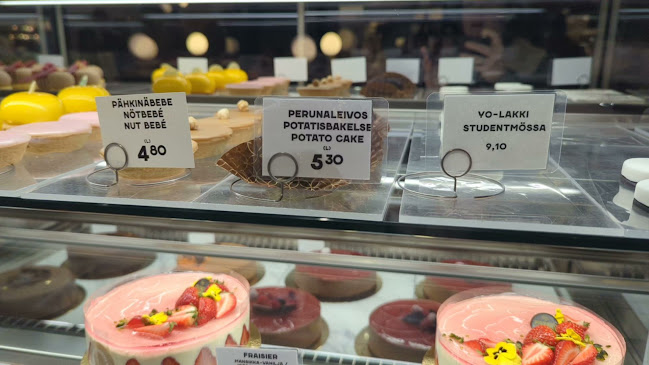 PÄHKINÄBEBE
NÖTBEBÉ
NUT BEBÉ
(L)
4 80
PERUNALEIVOS
POTATISBAKELSE
POTATO CAKE
(L)
5 30
YO-LAKKI
STUDENTMÖSSA
9,10
FRAISIER